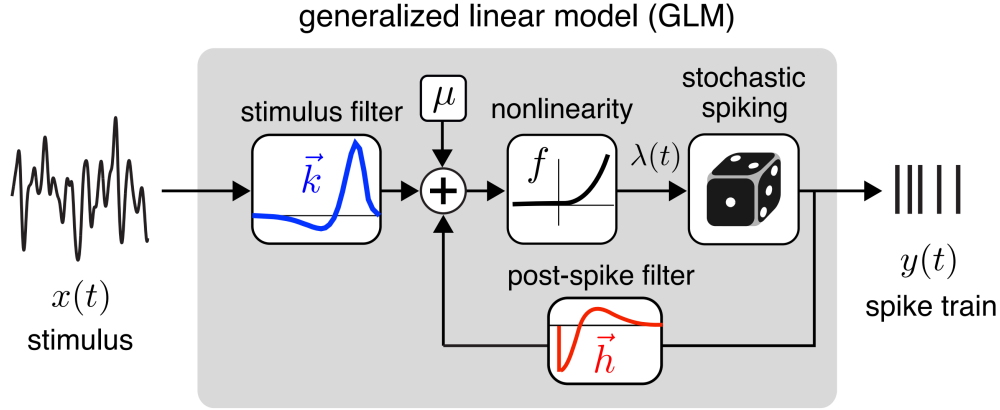 generalized linear model (GLM)
stimulus filter
μ
nonlinearity
stochastic
spiking
k⃗
+
f
λ(t)
post-spike filter
h⃗
x(t)
stimulus
y(t)
spike train